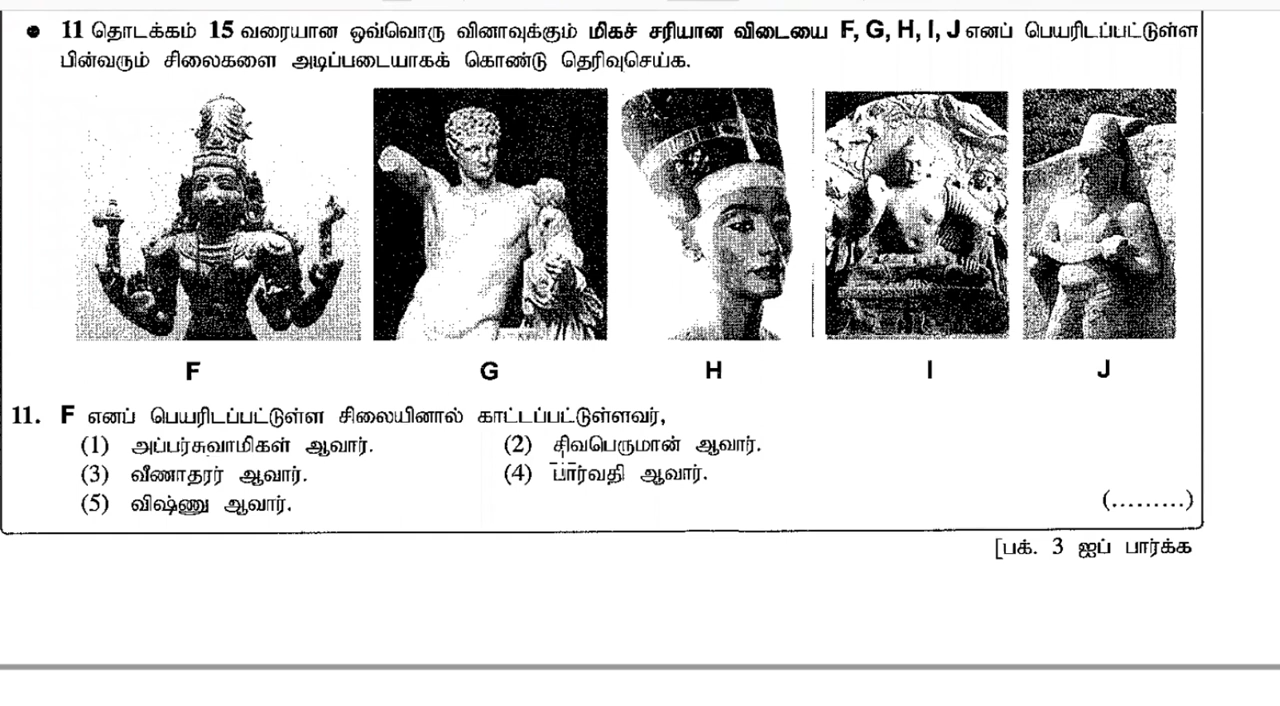 ● 11 தொடக்கம் 15 வரையான ஒவ்வொரு வினாவுக்கும் மிகச் சரியான விடையை F, G, H, I, J எனப் பெயரிடப்பட்டுள்ள
பின்வரும் சிலைகளை அடிப்படையாகக் கொண்டு தெரிவுசெய்க.
F G H I J
11. F எனப் பெயரிடப்பட்டுள்ள சிலையினால் காட்டப்பட்டுள்ளவர்,
(1) அப்பர்சுவாமிகள் ஆவார். (2) சிவபெருமான் ஆவார்.
(3) வீணாதரர் ஆவார். (4) பார்வதி ஆவார்.
(5) விஷ்ணு ஆவார். (.........)
[பக். 3 ஐப் பார்க்க